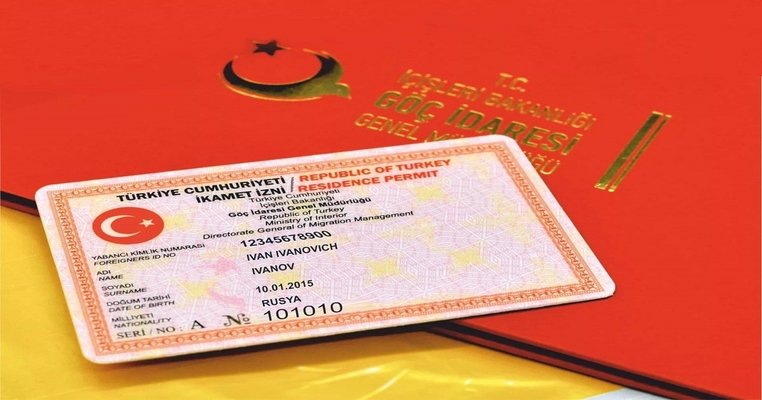 T.C.
İÇİŞLERİ BAKANLIĞI
GÖÇ İDARESİ
GENEL
TÜRKİYE CUMHURİYETİ / REPUBLIC OF TURKEY
İKAMET İZNİ / RESIDENCE PERMIT
Türkiye Cumhuriyeti
İçişleri Bakanlığı
Göç İdaresi Genel Müdürlüğü
Republic of Turkey
Ministry of Interior
Directorate General of Migration Management
YABANCI KİMLİK NUMARASI
FOREIGNERS ID NO
12345678900
ADI
NAME
IVAN IVANOVICH
SOYADI
SURNAME
IVANOV
DOĞUM TARİHİ
DATE OF BIRTH
10.01.2015
MİLLİYETİ
NATIONALITY
RUSYA
SERİ / NO : A № 101010